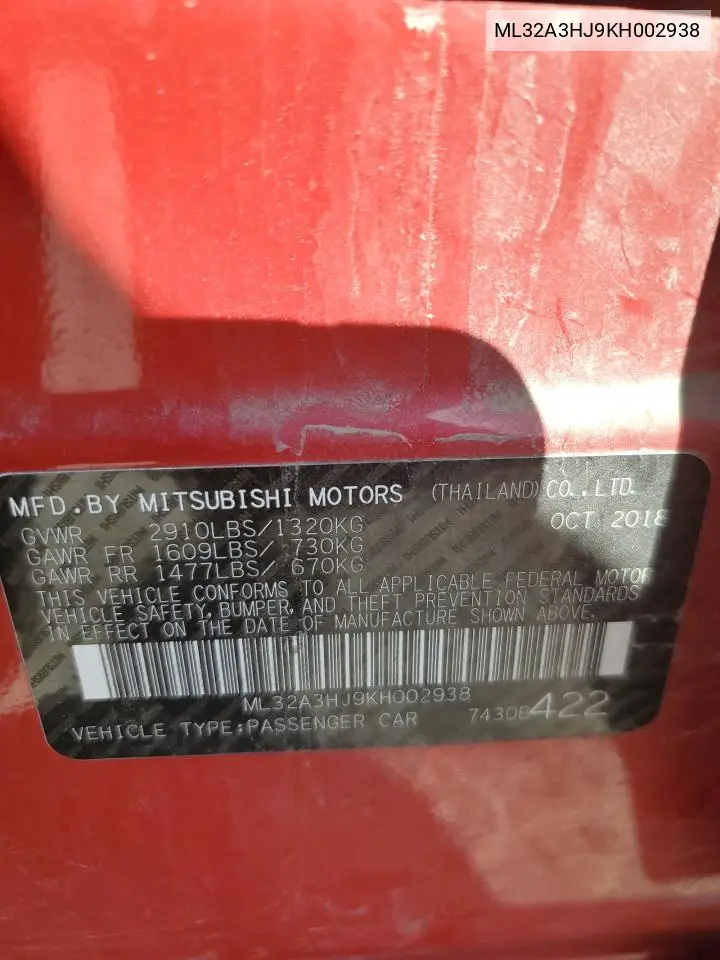 ML32A3HJ9KH002938
MFD.BY MITSUBISHI MOTORS (THAILAND) CO.,LTD.
GVWR 2910LBS/1320KG OCT 2018
GAWR FR 1609LBS/ 730KG
GAWR RR 1477LBS/ 670KG
THIS VEHICLE CONFORMS TO ALL APPLICABLE FEDERAL MOTOR
VEHICLE SAFETY, BUMPER, AND THEFT PREVENTION STANDARDS
IN EFFECT ON THE DATE OF MANUFACTURE SHOWN ABOVE.
ML32A3HJ9KH002938
VEHICLE TYPE:PASSENGER CAR 7430B422